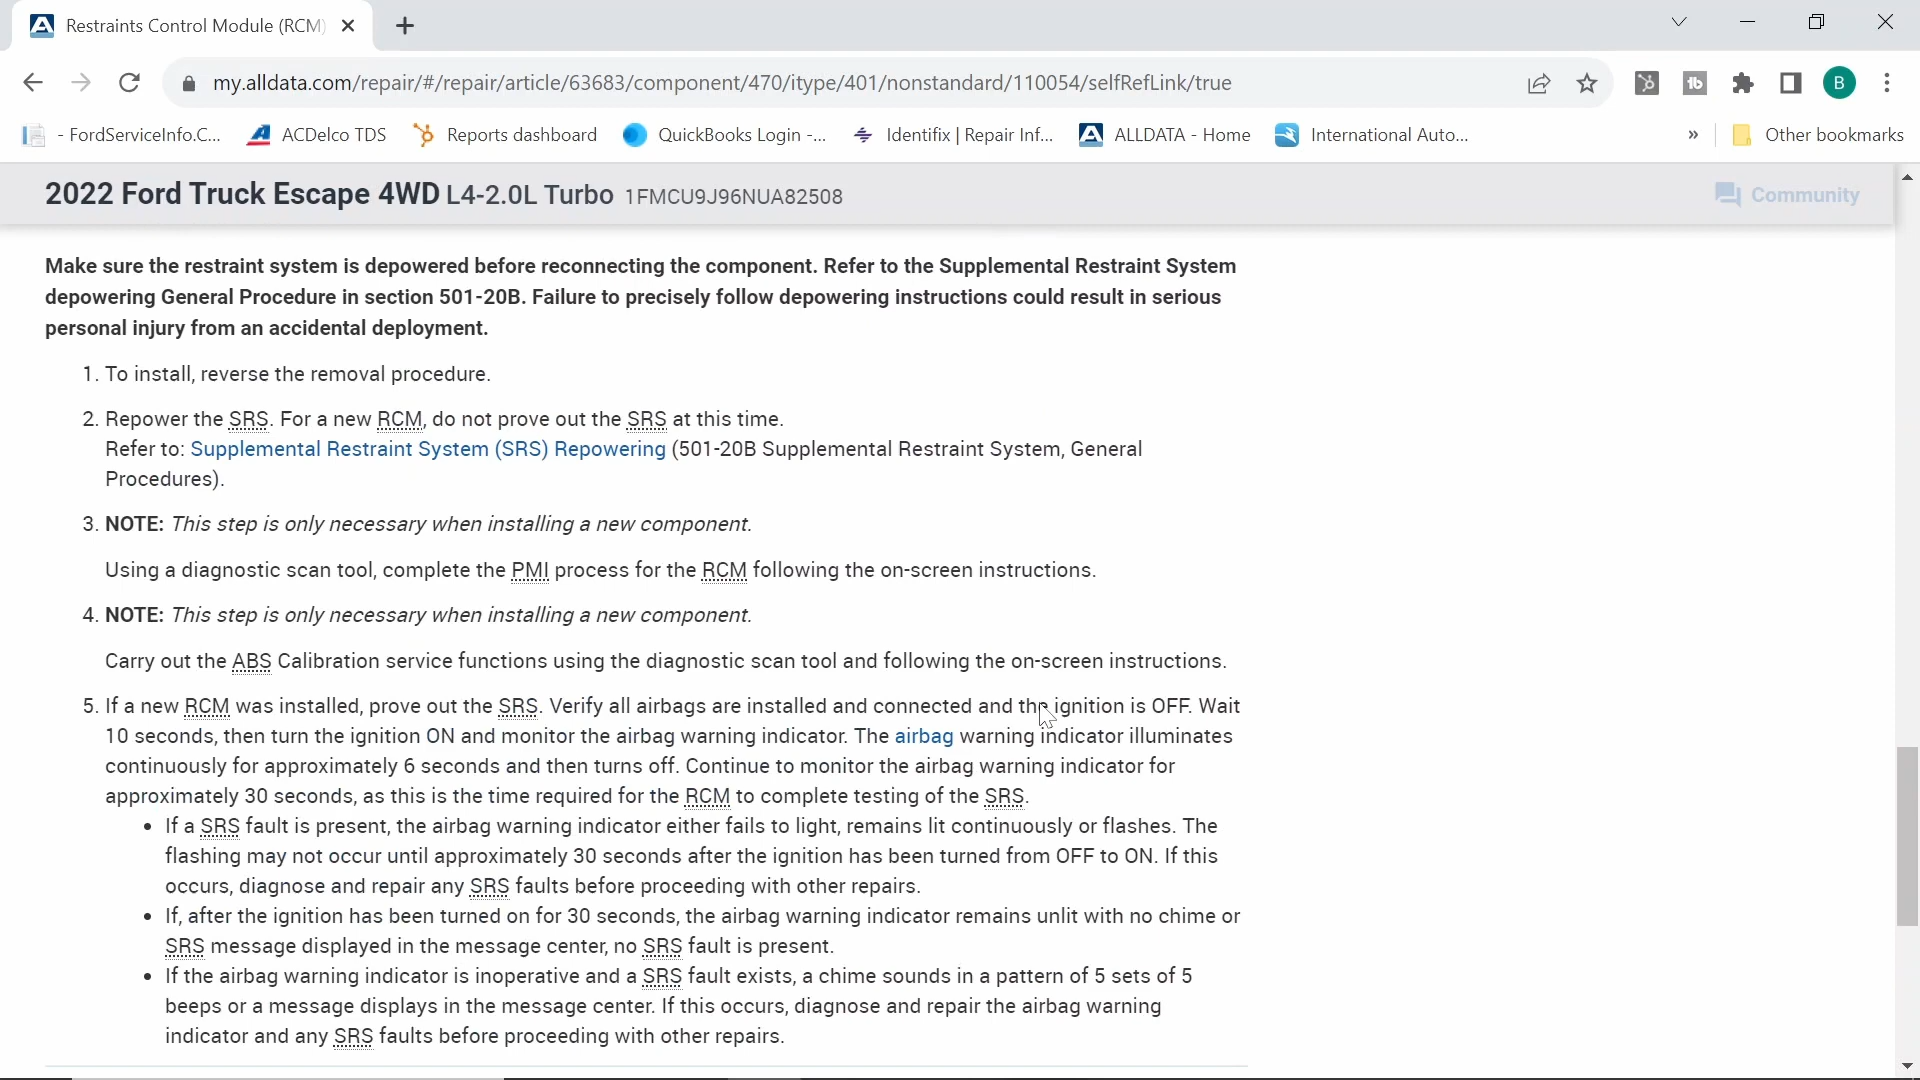 Restraints Control Module (RCM)
my.alldata.com/repair/#/repair/article/63683/component/470/itype/401/nonstandard/110054/selfRefLink/true
B
- FordServiceInfo.C...
ACDelco TDS
Reports dashboard
QuickBooks Login -...
Identifix | Repair Inf...
ALLDATA - Home
International Auto...
»
Other bookmarks
2022 Ford Truck Escape 4WD L4-2.0L Turbo 1FMCU9J96NUA82508
Community
Make sure the restraint system is depowered before reconnecting the component. Refer to the Supplemental Restraint System
depowering General Procedure in section 501-20B. Failure to precisely follow depowering instructions could result in serious
personal injury from an accidental deployment.
1. To install, reverse the removal procedure.
2. Repower the SRS. For a new RCM, do not prove out the SRS at this time.
Refer to: Supplemental Restraint System (SRS) Repowering (501-20B Supplemental Restraint System, General
Procedures).
3. NOTE: This step is only necessary when installing a new component.
Using a diagnostic scan tool, complete the PMI process for the RCM following the on-screen instructions.
4. NOTE: This step is only necessary when installing a new component.
Carry out the ABS Calibration service functions using the diagnostic scan tool and following the on-screen instructions.
5. If a new RCM was installed, prove out the SRS. Verify all airbags are installed and connected and the ignition is OFF. Wait
10 seconds, then turn the ignition ON and monitor the airbag warning indicator. The airbag warning indicator illuminates
continuously for approximately 6 seconds and then turns off. Continue to monitor the airbag warning indicator for
approximately 30 seconds, as this is the time required for the RCM to complete testing of the SRS.
• If a SRS fault is present, the airbag warning indicator either fails to light, remains lit continuously or flashes. The
flashing may not occur until approximately 30 seconds after the ignition has been turned from OFF to ON. If this
occurs, diagnose and repair any SRS faults before proceeding with other repairs.
• If, after the ignition has been turned on for 30 seconds, the airbag warning indicator remains unlit with no chime or
SRS message displayed in the message center, no SRS fault is present.
• If the airbag warning indicator is inoperative and a SRS fault exists, a chime sounds in a pattern of 5 sets of 5
beeps or a message displays in the message center. If this occurs, diagnose and repair the airbag warning
indicator and any SRS faults before proceeding with other repairs.